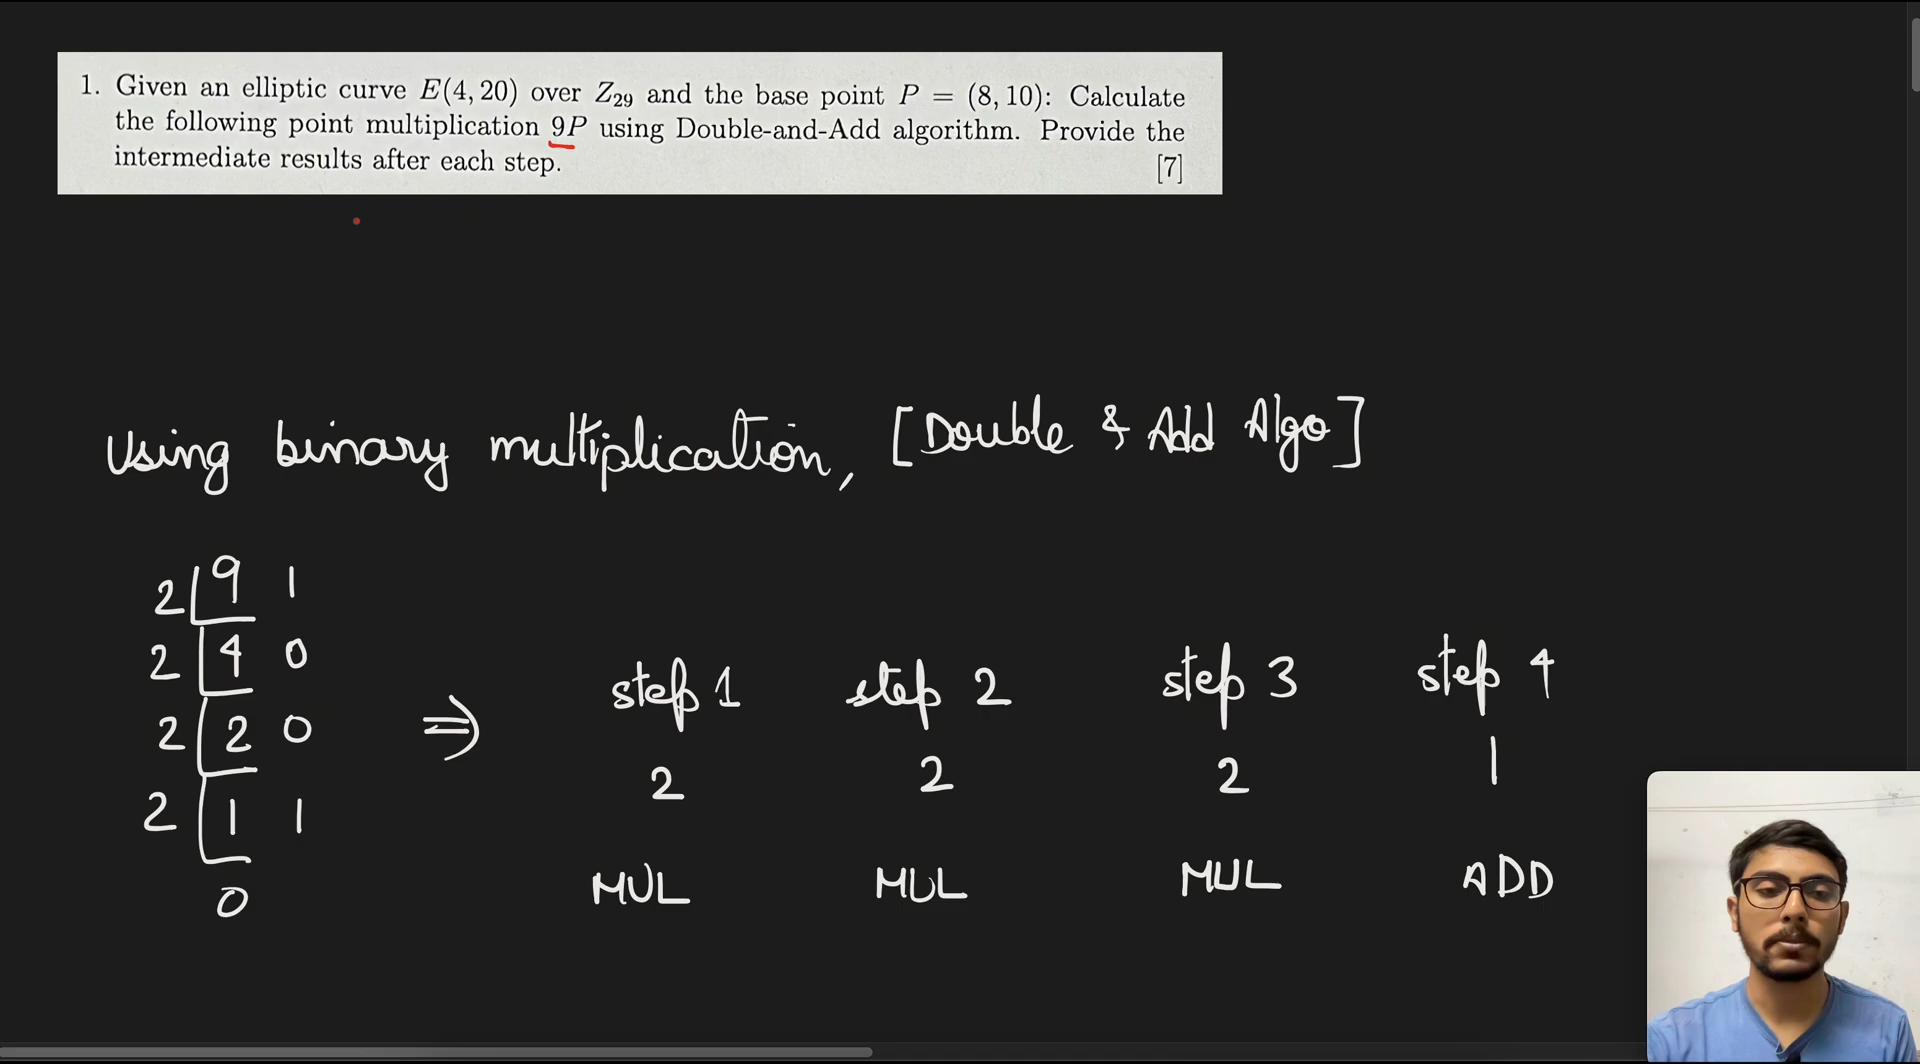 1. Given an elliptic curve E(4, 20) over Z₂₉ and the base point P = (8, 10): Calculate
the following point multiplication 9P using Double-and-Add algorithm. Provide the
intermediate results after each step. [7]
Using binary multiplication, [Double & Add Algo]
2 9 1
2 4 0
2 2 0
2 1 1
0
⇒
step 1 step 2 step 3 step 4
2 2 2 1
MUL MUL MUL ADD